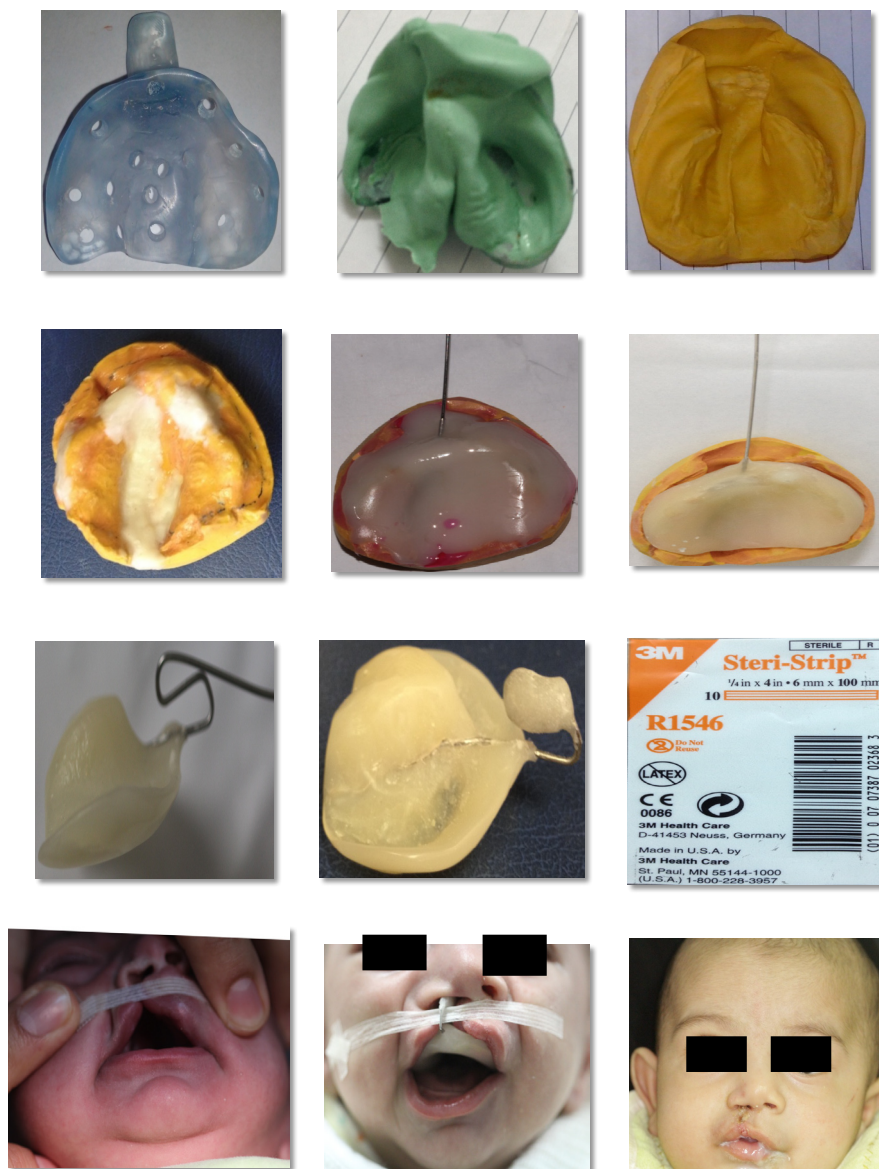 3M
STERILE R
Steri-Strip™
¼ in x 4 in • 6 mm x 100 mm
10
R1546
2 Do Not
Reuse
LATEX
CE
0086
3M Health Care
D-41453 Neuss, Germany
Made in U.S.A. by
3M Health Care
St. Paul, MN 55144-1000
(U.S.A.) 1-800-228-3957
(01) 0 07 07387 02368 3